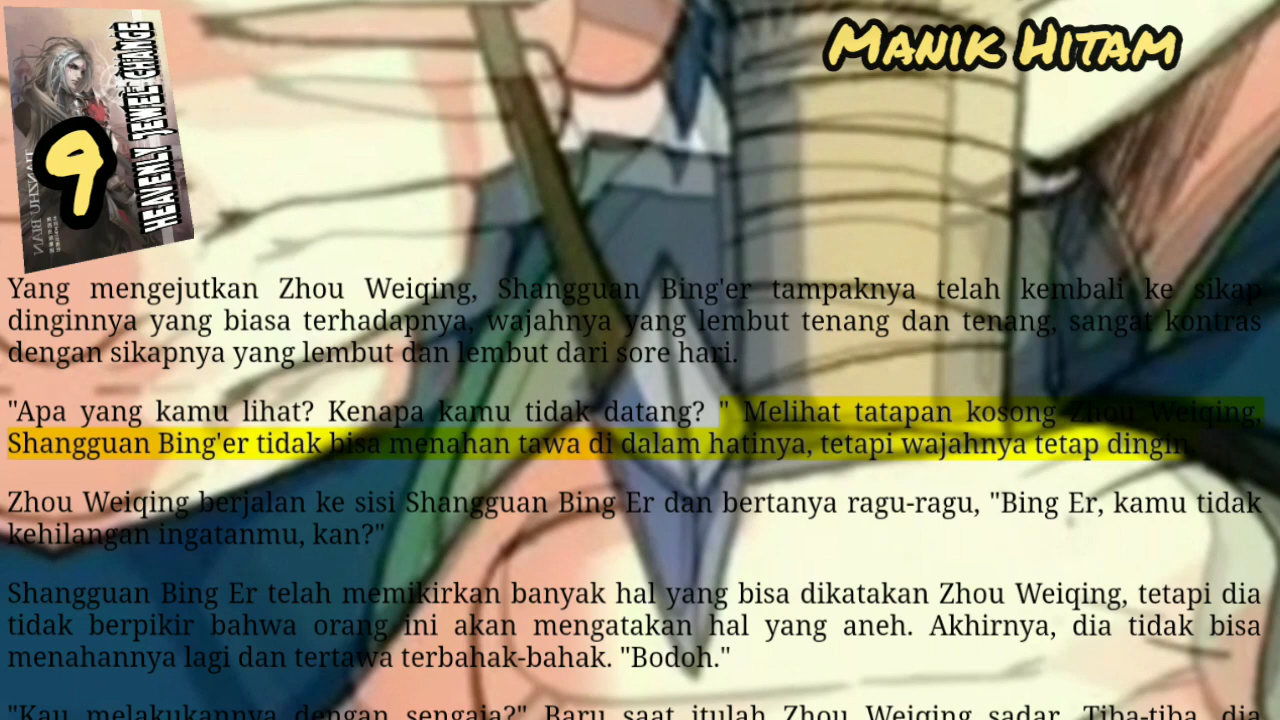 Manik Hitam
9
HEAVENLY JEWEL CHANGE
Yang mengejutkan Zhou Weiqing, Shangguan Bing'er tampaknya telah kembali ke sikap
dinginnya yang biasa terhadapnya, wajahnya yang lembut tenang dan tenang, sangat kontras
dengan sikapnya yang lembut dan lembut dari sore hari.
"Apa yang kamu lihat? Kenapa kamu tidak datang? " Melihat tatapan kosong Zhou Weiqing,
Shangguan Bing'er tidak bisa menahan tawa di dalam hatinya, tetapi wajahnya tetap dingin.
Zhou Weiqing berjalan ke sisi Shangguan Bing Er dan bertanya ragu-ragu, "Bing Er, kamu tidak
kehilangan ingatanmu, kan?"
Shangguan Bing Er telah memikirkan banyak hal yang bisa dikatakan Zhou Weiqing, tetapi dia
tidak berpikir bahwa orang ini akan mengatakan hal yang aneh. Akhirnya, dia tidak bisa
menahannya lagi dan tertawa terbahak-bahak. "Bodoh."
"Kau melakukannya dengan sengaja?" Baru saat itulah Zhou Weiqing sadar. Tiba-tiba, dia